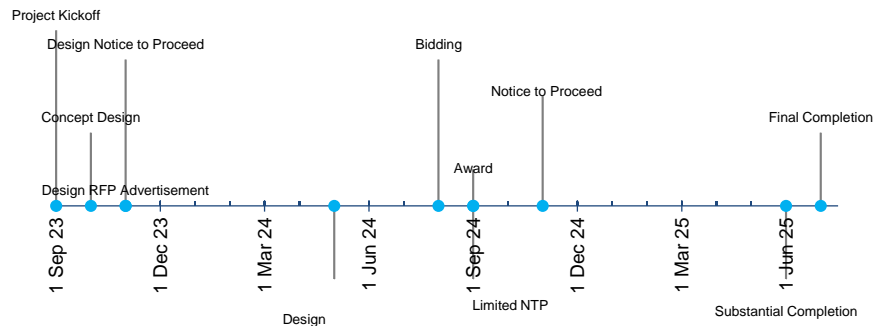 Project Kickoff
Design Notice to Proceed
Bidding
Notice to Proceed
Concept Design
Final Completion
Award
Design RFP Advertisement
1 Sep 23
1 Dec 23
1 Mar 24
1 Jun 24
1 Sep 24
1 Dec 24
1 Mar 25
1 Jun 25
Limited NTP
Substantial Completion
Design